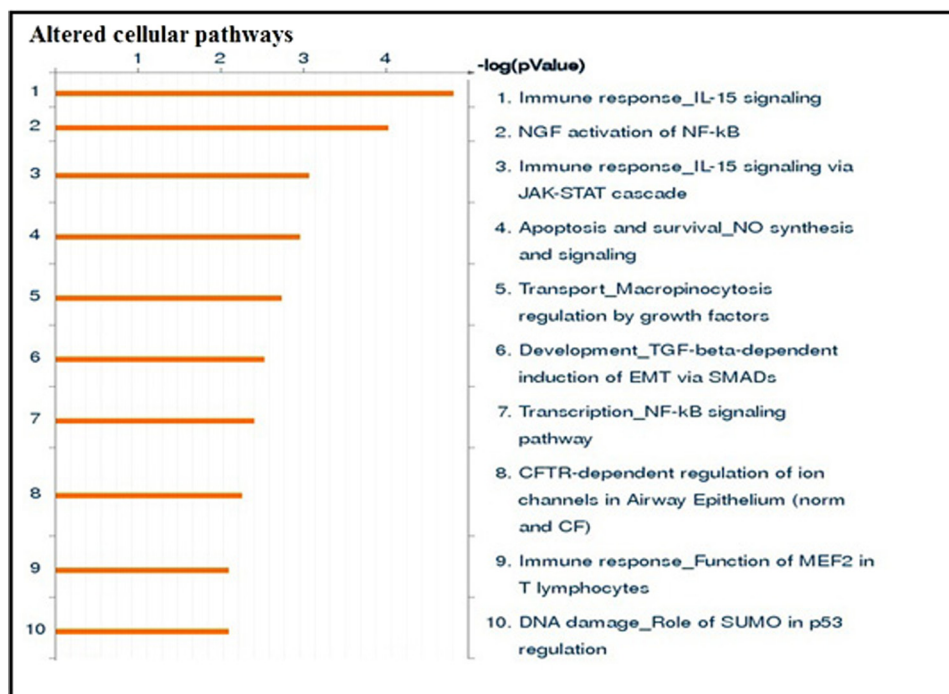 Altered cellular pathways
1 2 3 4
-log(pValue)
1
2
3
4
5
6
7
8
9
10
1. Immune response_IL-15 signaling
2. NGF activation of NF-kB
3. Immune response_IL-15 signaling via
JAK-STAT cascade
4. Apoptosis and survival_NO synthesis
and signaling
5. Transport_Macropinocytosis
regulation by growth factors
6. Development_TGF-beta-dependent
induction of EMT via SMADs
7. Transcription_NF-kB signaling
pathway
8. CFTR-dependent regulation of ion
channels in Airway Epithelium (norm
and CF)
9. Immune response_Function of MEF2 in
T lymphocytes
10. DNA damage_Role of SUMO in p53
regulation